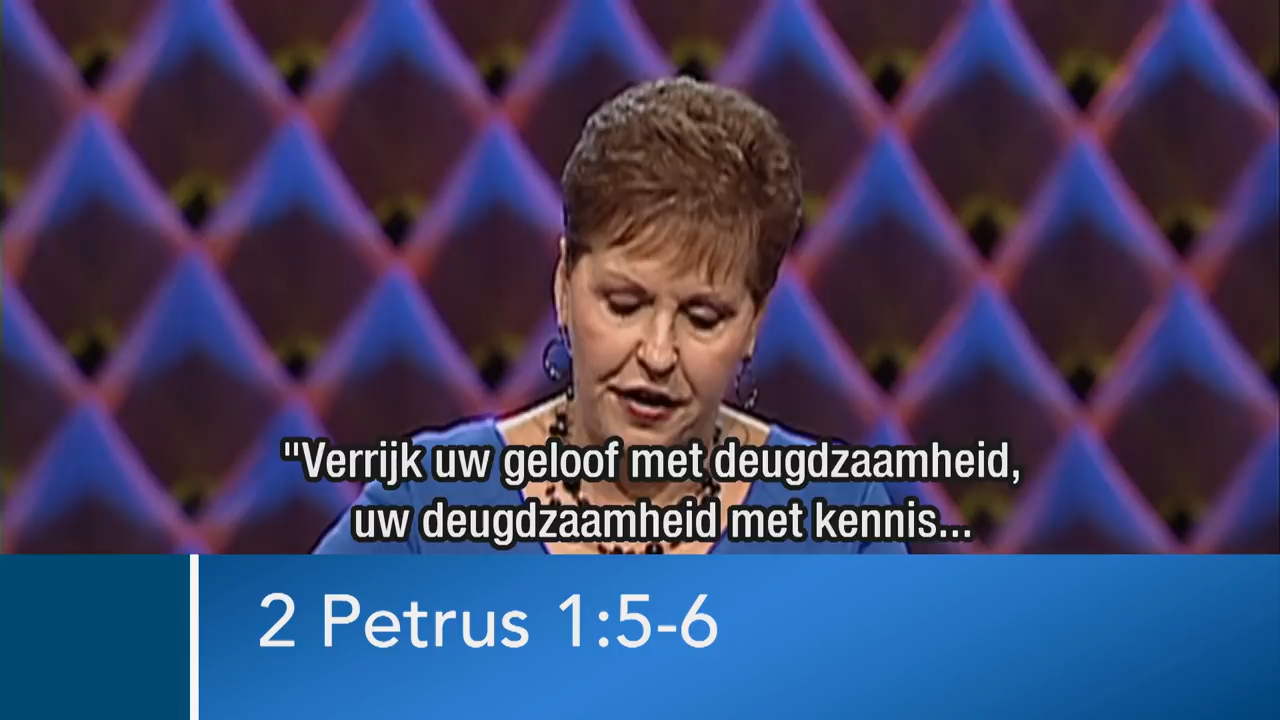 "Verrijk uw geloof met deugdzaamheid,
uw deugdzaamheid met kennis...
2 Petrus 1:5-6